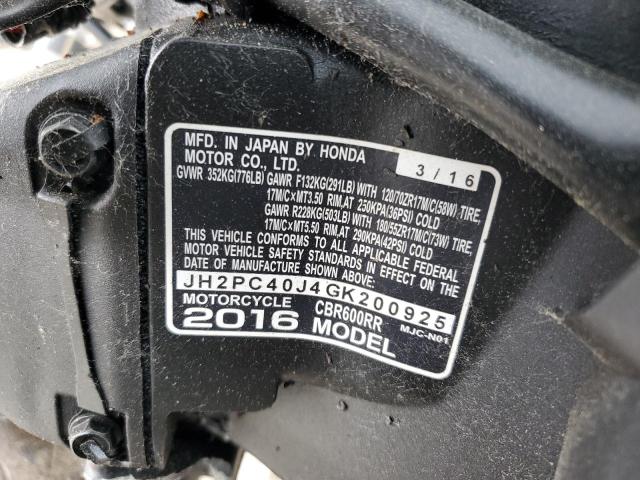 MFD. IN JAPAN BY HONDA
MOTOR CO., LTD. 3/16
GVWR 352KG(776LB) GAWR F132KG(291LB) WITH 120/70ZR17M/C(58W) TIRE,
17M/C×MT3.50 RIM,AT 250KPA(36PSI) COLD
GAWR R228KG(503LB) WITH 180/55ZR17M/C(73W) TIRE,
17M/C×MT5.50 RIM,AT 290KPA(42PSI) COLD
THIS VEHICLE CONFORMS TO ALL APPLICABLE FEDERAL
MOTOR VEHICLE SAFETY STANDARDS IN EFFECT ON THE
DATE OF MANUFACTURE SHOWN ABOVE:
JH2PC40J4GK200925
MOTORCYCLE CBR600RR MJC-N01
2016 MODEL